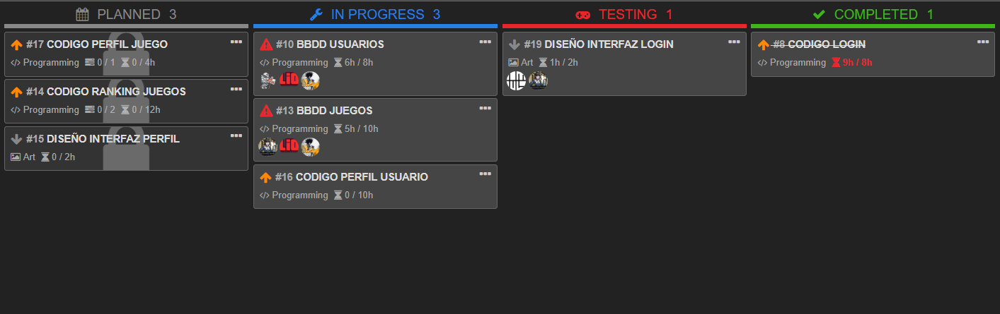 PLANNED 3
#17 CODIGO PERFIL JUEGO
Programming 0 / 1 0 / 4h
#14 CODIGO RANKING JUEGOS
Programming 0 / 2 0 / 12h
#15 DISEÑO INTERFAZ PERFIL
Art 0 / 2h
IN PROGRESS 3
#10 BBDD USUARIOS
Programming 6h / 8h
LiD
#13 BBDD JUEGOS
Programming 5h / 10h
LiD
#16 CODIGO PERFIL USUARIO
Programming 0 / 10h
TESTING 1
#19 DISEÑO INTERFAZ LOGIN
Art 1h / 2h
COMPLETED 1
#8 CODIGO LOGIN
Programming 9h / 8h